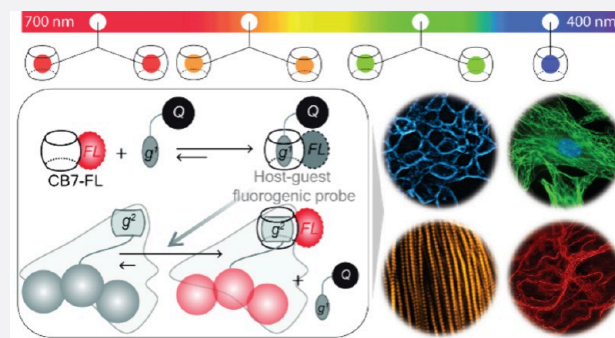 700 nm
400 nm
Q
Q
FL
+
g¹
g¹
FL
CB7-FL
Host-guest
fluorogenic probe
g²
g²
FL
Q
+
g¹